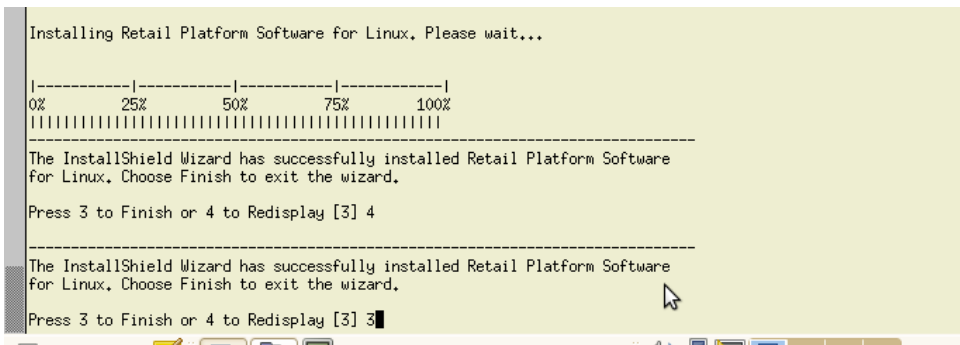 Installing Retail Platform Software for Linux. Please wait...
|-----------|-----------|-----------|------------|
0% 25% 50% 75% 100%
||||||||||||||||||||||||||||||||||||||||||||||||||
-------------------------------------------------------------------------------
The InstallShield Wizard has successfully installed Retail Platform Software
for Linux. Choose Finish to exit the wizard.
Press 3 to Finish or 4 to Redisplay [3] 4
-------------------------------------------------------------------------------
The InstallShield Wizard has successfully installed Retail Platform Software
for Linux. Choose Finish to exit the wizard.
Press 3 to Finish or 4 to Redisplay [3] 3